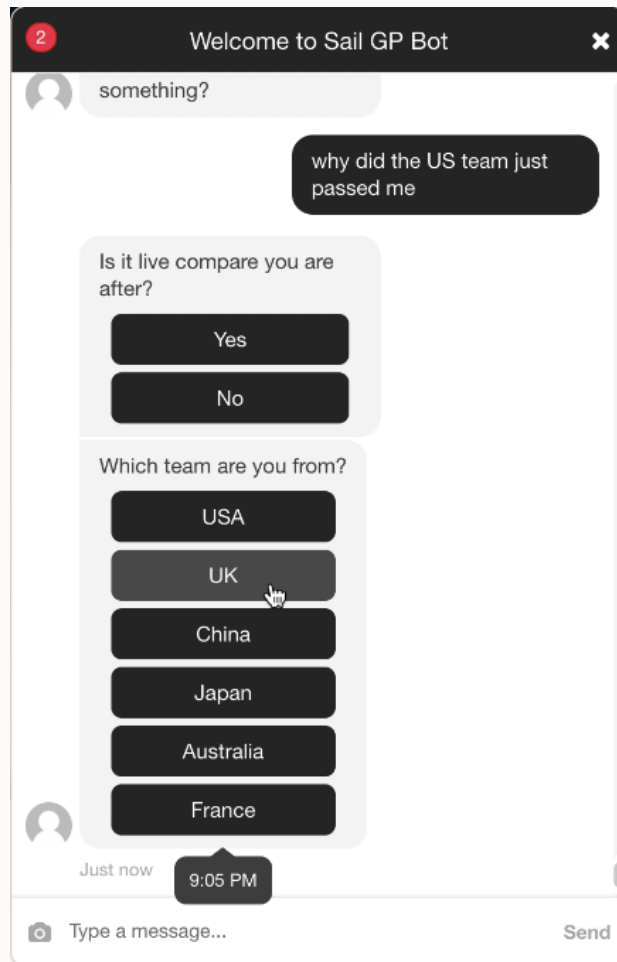 2
Welcome to Sail GP Bot
something?
why did the US team just
passed me
Is it live compare you are
after?
Yes
No
Which team are you from?
USA
UK
China
Japan
Australia
France
Just now
9:05 PM
Type a message...
Send